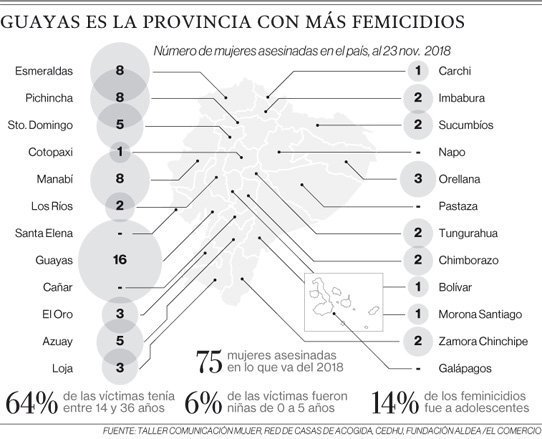 GUAYAS ES LA PROVINCIA CON MÁS FEMICIDIOS
Número de mujeres asesinadas en el país, al 23 nov. 2018
Esmeraldas 8
Pichincha 8
Sto. Domingo 5
Cotopaxi 1
Manabí 8
Los Ríos 2
Santa Elena -
Guayas 16
Cañar -
El Oro 3
Azuay 5
Loja 3
1 Carchi
2 Imbabura
2 Sucumbíos
- Napo
3 Orellana
- Pastaza
2 Tungurahua
2 Chimborazo
1 Bolívar
1 Morona Santiago
2 Zamora Chinchipe
- Galápagos
75 mujeres asesinadas
en lo que va del 2018
64% de las víctimas tenía
entre 14 y 36 años
6% de las víctimas fueron
niñas de 0 a 5 años
14% de los feminicidios
fue a adolescentes
FUENTE: TALLER COMUNICACIÓN MUJER, RED DE CASAS DE ACOGIDA, CEDHU, FUNDACIÓN ALDEA / EL COMERCIO